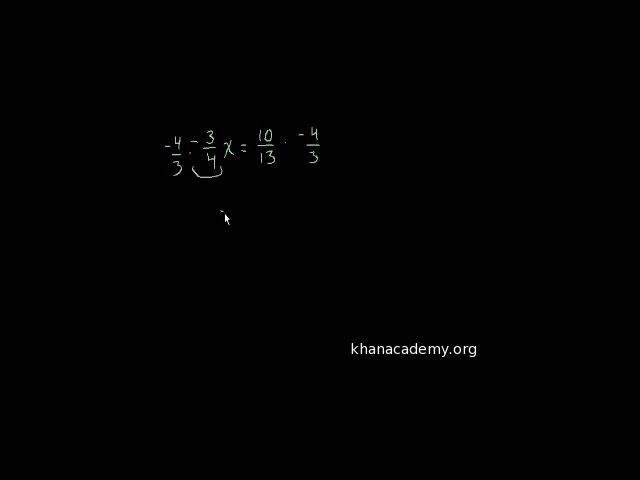 -4/3 · -3/4 x = 10/13 · -4/3
khanacademy.org